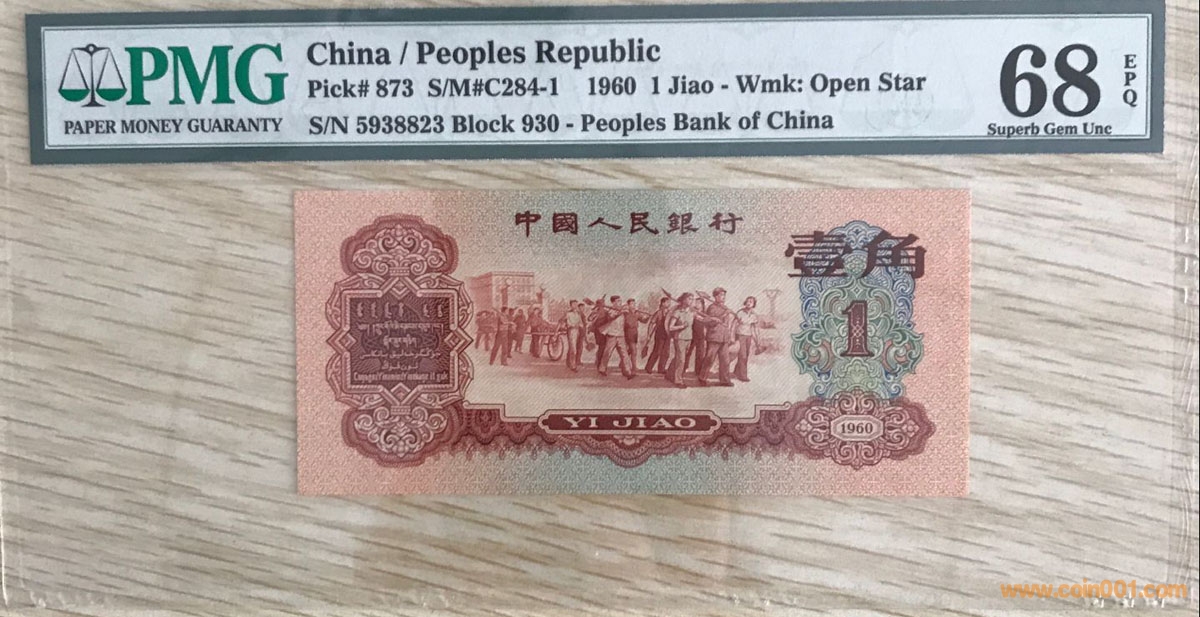 PMG
PAPER MONEY GUARANTY
China / Peoples Republic
Pick# 873 S/M#C284-1 1960 1 Jiao - Wmk: Open Star
S/N 5938823 Block 930 - Peoples Bank of China
68
EPQ
Superb Gem Unc
中國人民銀行
壹角
1
YI JIAO
1960
www.coin001.com